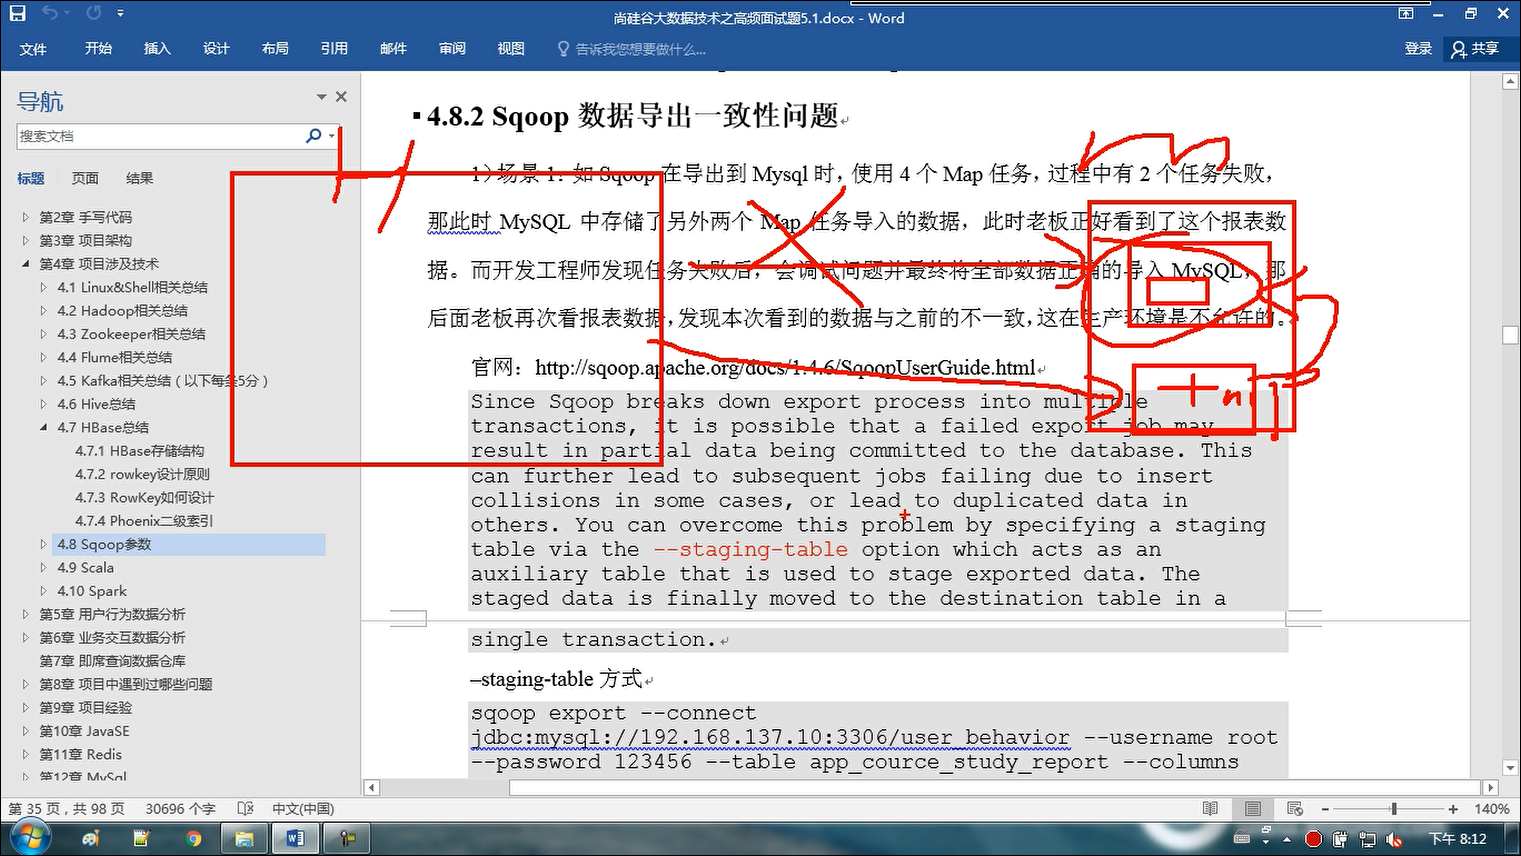 尚硅谷大数据技术之高频面试题5.1.docx - Word
文件 开始 插入 设计 布局 引用 邮件 审阅 视图 告诉我您想要做什么... 登录 共享
导航
搜索文档
标题 页面 结果
第2章 手写代码
第3章 项目架构
第4章 项目涉及技术
4.1 Linux&Shell相关总结
4.2 Hadoop相关总结
4.3 Zookeeper相关总结
4.4 Flume相关总结
4.5 Kafka相关总结（以下每条5分）
4.6 Hive总结
4.7 HBase总结
4.7.1 HBase存储结构
4.7.2 rowkey设计原则
4.7.3 RowKey如何设计
4.7.4 Phoenix二级索引
4.8 Sqoop参数
4.9 Scala
4.10 Spark
第5章 用户行为数据分析
第6章 业务交互数据分析
第7章 即席查询数据仓库
第8章 项目中遇到过哪些问题
第9章 项目经验
第10章 JavaSE
第11章 Redis
第12章 MySql
4.8.2 Sqoop 数据导出一致性问题
1）场景 1：如 Sqoop 在导出到 Mysql 时，使用 4 个 Map 任务，过程中有 2 个任务失败，
那此时 MySQL 中存储了另外两个 Map 任务导入的数据，此时老板正好看到了这个报表数
据。而开发工程师发现任务失败后，会调试问题并最终将全部数据正确的导入 MySQL，那
后面老板再次看报表数据，发现本次看到的数据与之前的不一致，这在生产环境是不允许的。
官网：http://sqoop.apache.org/docs/1.4.6/SqoopUserGuide.html
Since Sqoop breaks down export process into multiple
transactions, it is possible that a failed export job may
result in partial data being committed to the database. This
can further lead to subsequent jobs failing due to insert
collisions in some cases, or lead to duplicated data in
others. You can overcome this problem by specifying a staging
table via the --staging-table option which acts as an
auxiliary table that is used to stage exported data. The
staged data is finally moved to the destination table in a
single transaction.
–staging-table 方式
sqoop export --connect
jdbc:mysql://192.168.137.10:3306/user_behavior --username root
--password 123456 --table app_cource_study_report --columns
第 35 页，共 98 页 30696 个字 中文(中国) 140%
下午 8:12